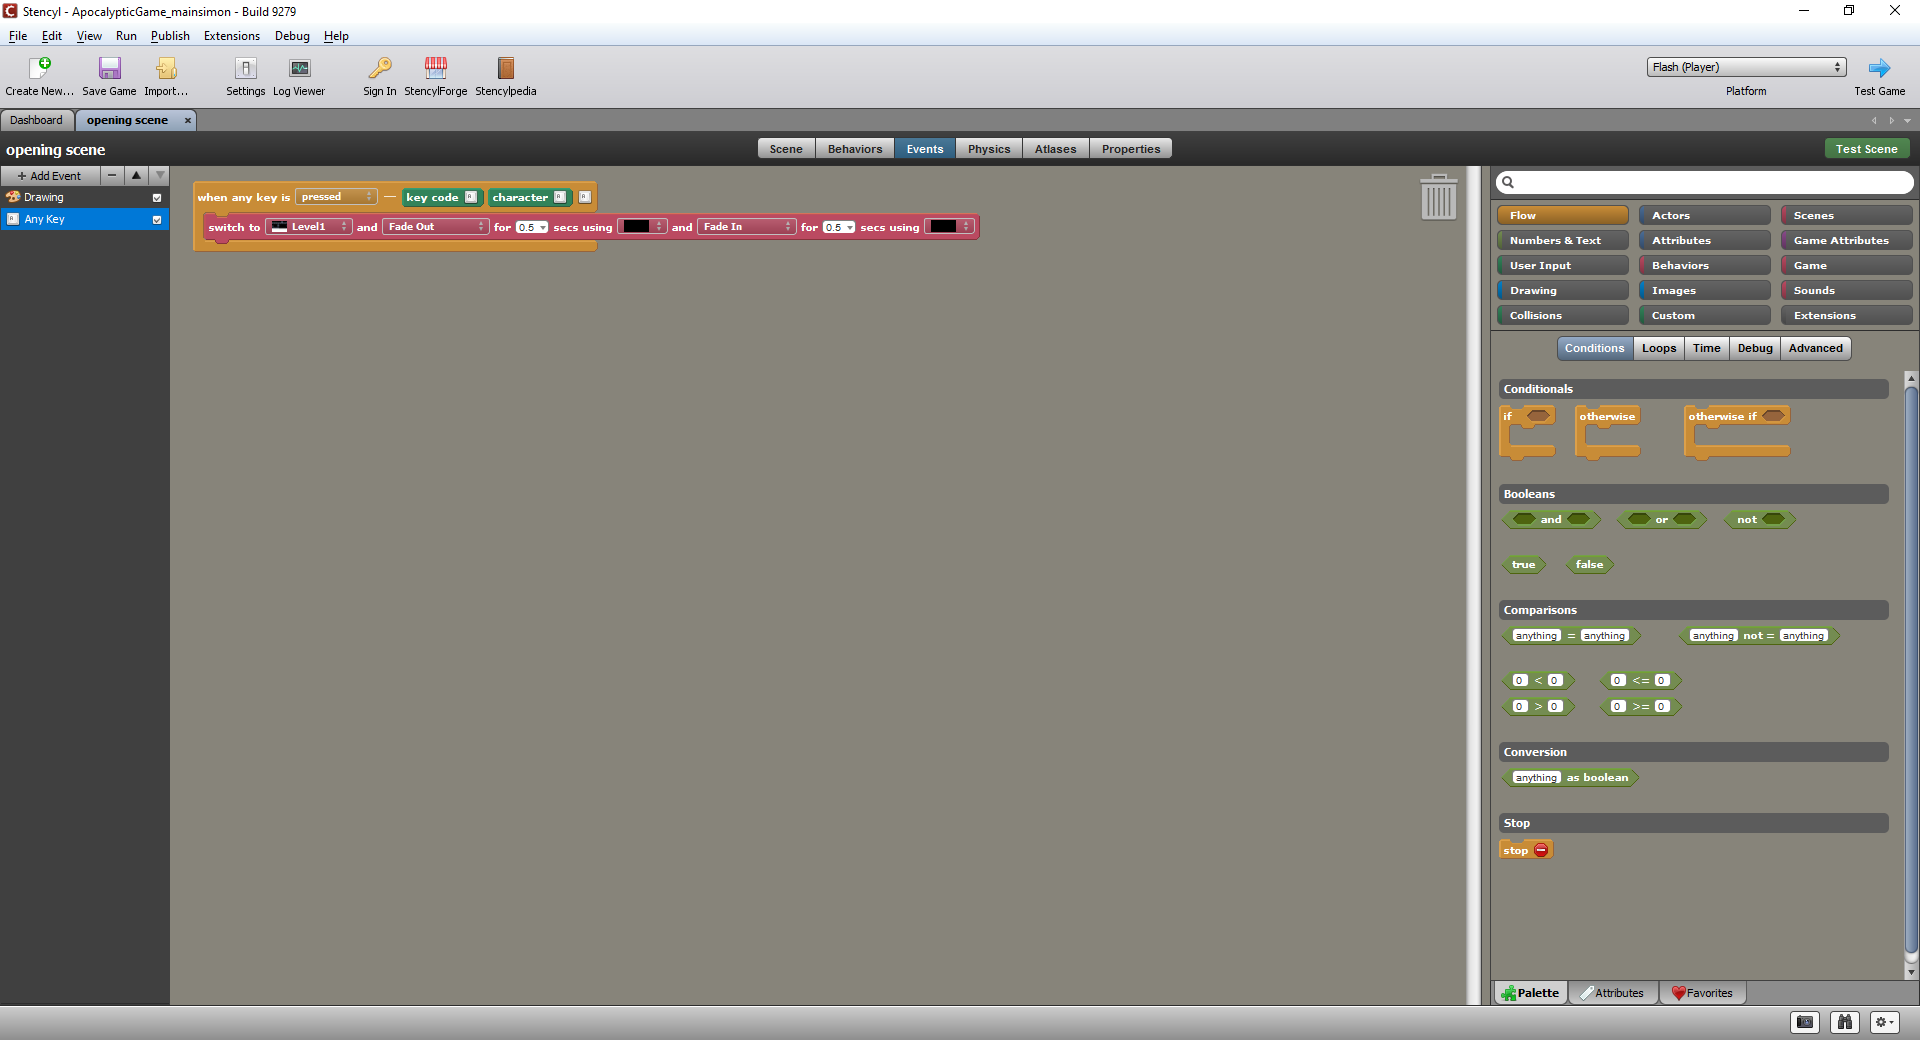 Stencyl - ApocalypticGame_mainsimon - Build 9279
File Edit View Run Publish Extensions Debug Help
Create New... Save Game Import... Settings Log Viewer Sign In StencylForge Stencylpedia
Flash (Player)
Platform
Test Game
Dashboard opening scene
opening scene
Scene Behaviors Events Physics Atlases Properties
Test Scene
+ Add Event
Drawing
Any Key
when any key is pressed — key code character
switch to Level1 and Fade Out for 0.5 secs using and Fade In for 0.5 secs using
Flow Actors Scenes
Numbers & Text Attributes Game Attributes
User Input Behaviors Game
Drawing Images Sounds
Collisions Custom Extensions
Conditions Loops Time Debug Advanced
Conditionals
if otherwise otherwise if
Booleans
and or not
true false
Comparisons
anything = anything anything not = anything
0 < 0 0 <= 0
0 > 0 0 >= 0
Conversion
anything as boolean
Stop
stop
Palette Attributes Favorites